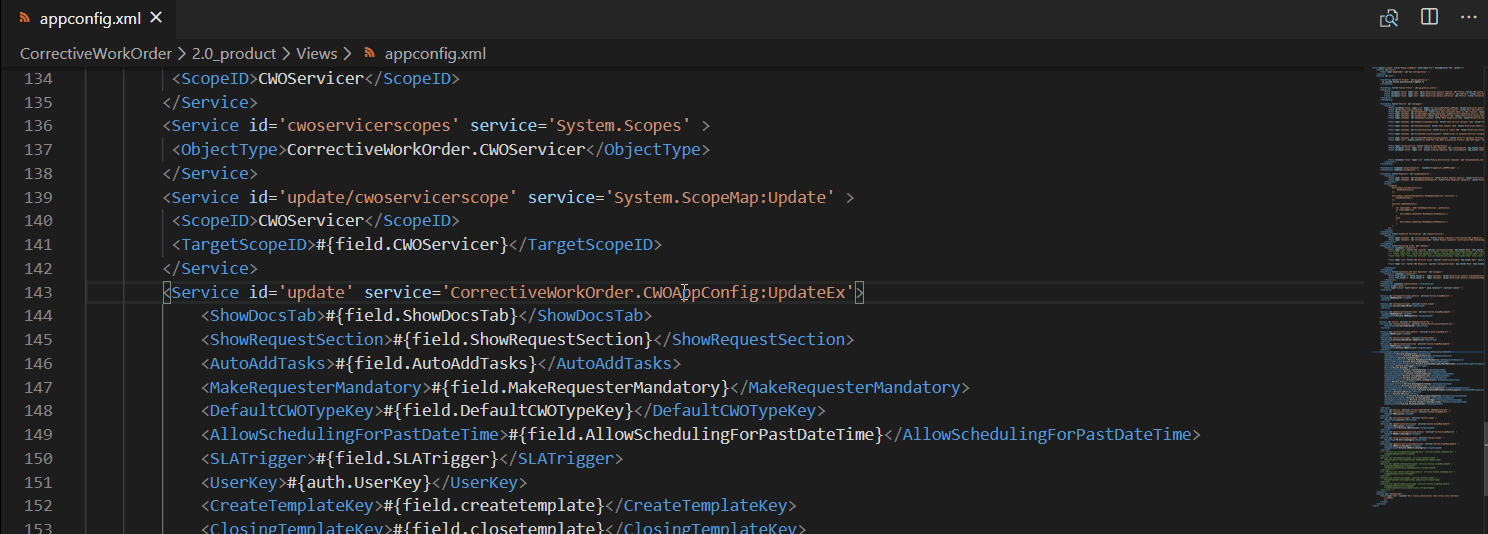 appconfig.xml
CorrectiveWorkOrder > 2.0_product > Views > appconfig.xml
134 <ScopeID>CWOServicer</ScopeID>
135 </Service>
136 <Service id='cwoservicerscopes' service='System.Scopes' >
137 <ObjectType>CorrectiveWorkOrder.CWOServicer</ObjectType>
138 </Service>
139 <Service id='update/cwoservicerscope' service='System.ScopeMap:Update' >
140 <ScopeID>CWOServicer</ScopeID>
141 <TargetScopeID>#{field.CWOServicer}</TargetScopeID>
142 </Service>
143 <Service id='update' service='CorrectiveWorkOrder.CWOAppConfig:UpdateEx'>
144 <ShowDocsTab>#{field.ShowDocsTab}</ShowDocsTab>
145 <ShowRequestSection>#{field.ShowRequestSection}</ShowRequestSection>
146 <AutoAddTasks>#{field.AutoAddTasks}</AutoAddTasks>
147 <MakeRequesterMandatory>#{field.MakeRequesterMandatory}</MakeRequesterMandatory>
148 <DefaultCWOTypeKey>#{field.DefaultCWOTypeKey}</DefaultCWOTypeKey>
149 <AllowSchedulingForPastDateTime>#{field.AllowSchedulingForPastDateTime}</AllowSchedulingForPastDateTime>
150 <SLATrigger>#{field.SLATrigger}</SLATrigger>
151 <UserKey>#{auth.UserKey}</UserKey>
152 <CreateTemplateKey>#{field.createtemplate}</CreateTemplateKey>
153 <ClosingTemplateKey>#{field.closetemplate}</ClosingTemplateKey>